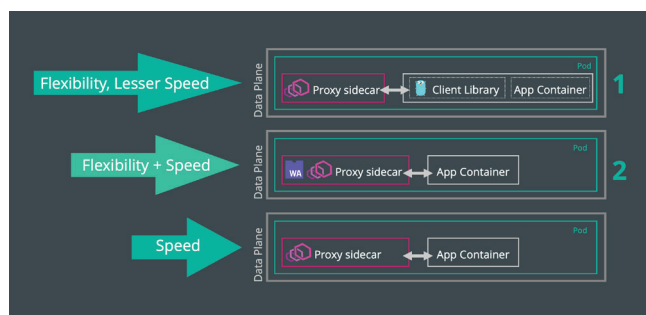 Flexibility, Lesser Speed
Data Plane
Pod
Proxy sidecar
Client Library
App Container
1
Flexibility + Speed
Data Plane
Pod
WA
Proxy sidecar
App Container
2
Speed
Data Plane
Pod
Proxy sidecar
App Container